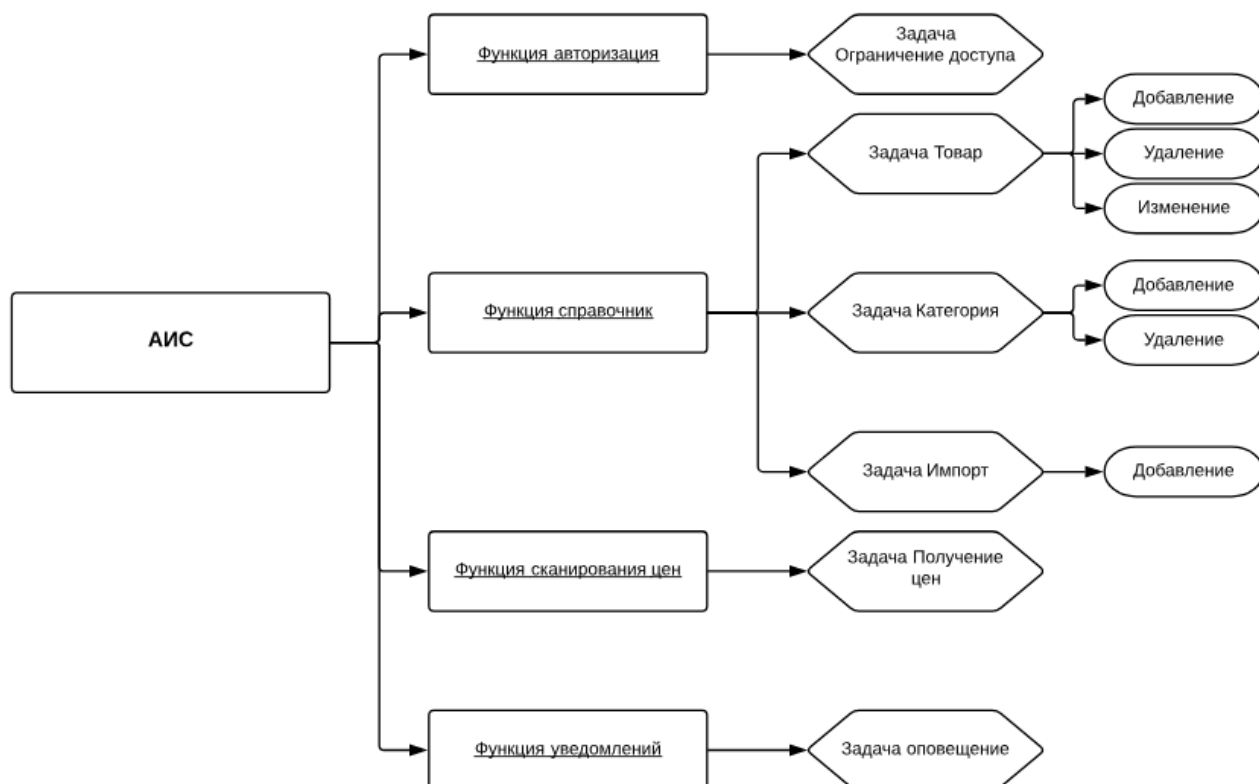 Функция авторизация
Задача
Ограничение доступа
Добавление
Задача Товар
Удаление
Изменение
АИС
Функция справочник
Задача Категория
Добавление
Удаление
Задача Импорт
Добавление
Функция сканирования цен
Задача Получение
цен
Функция уведомлений
Задача оповещение